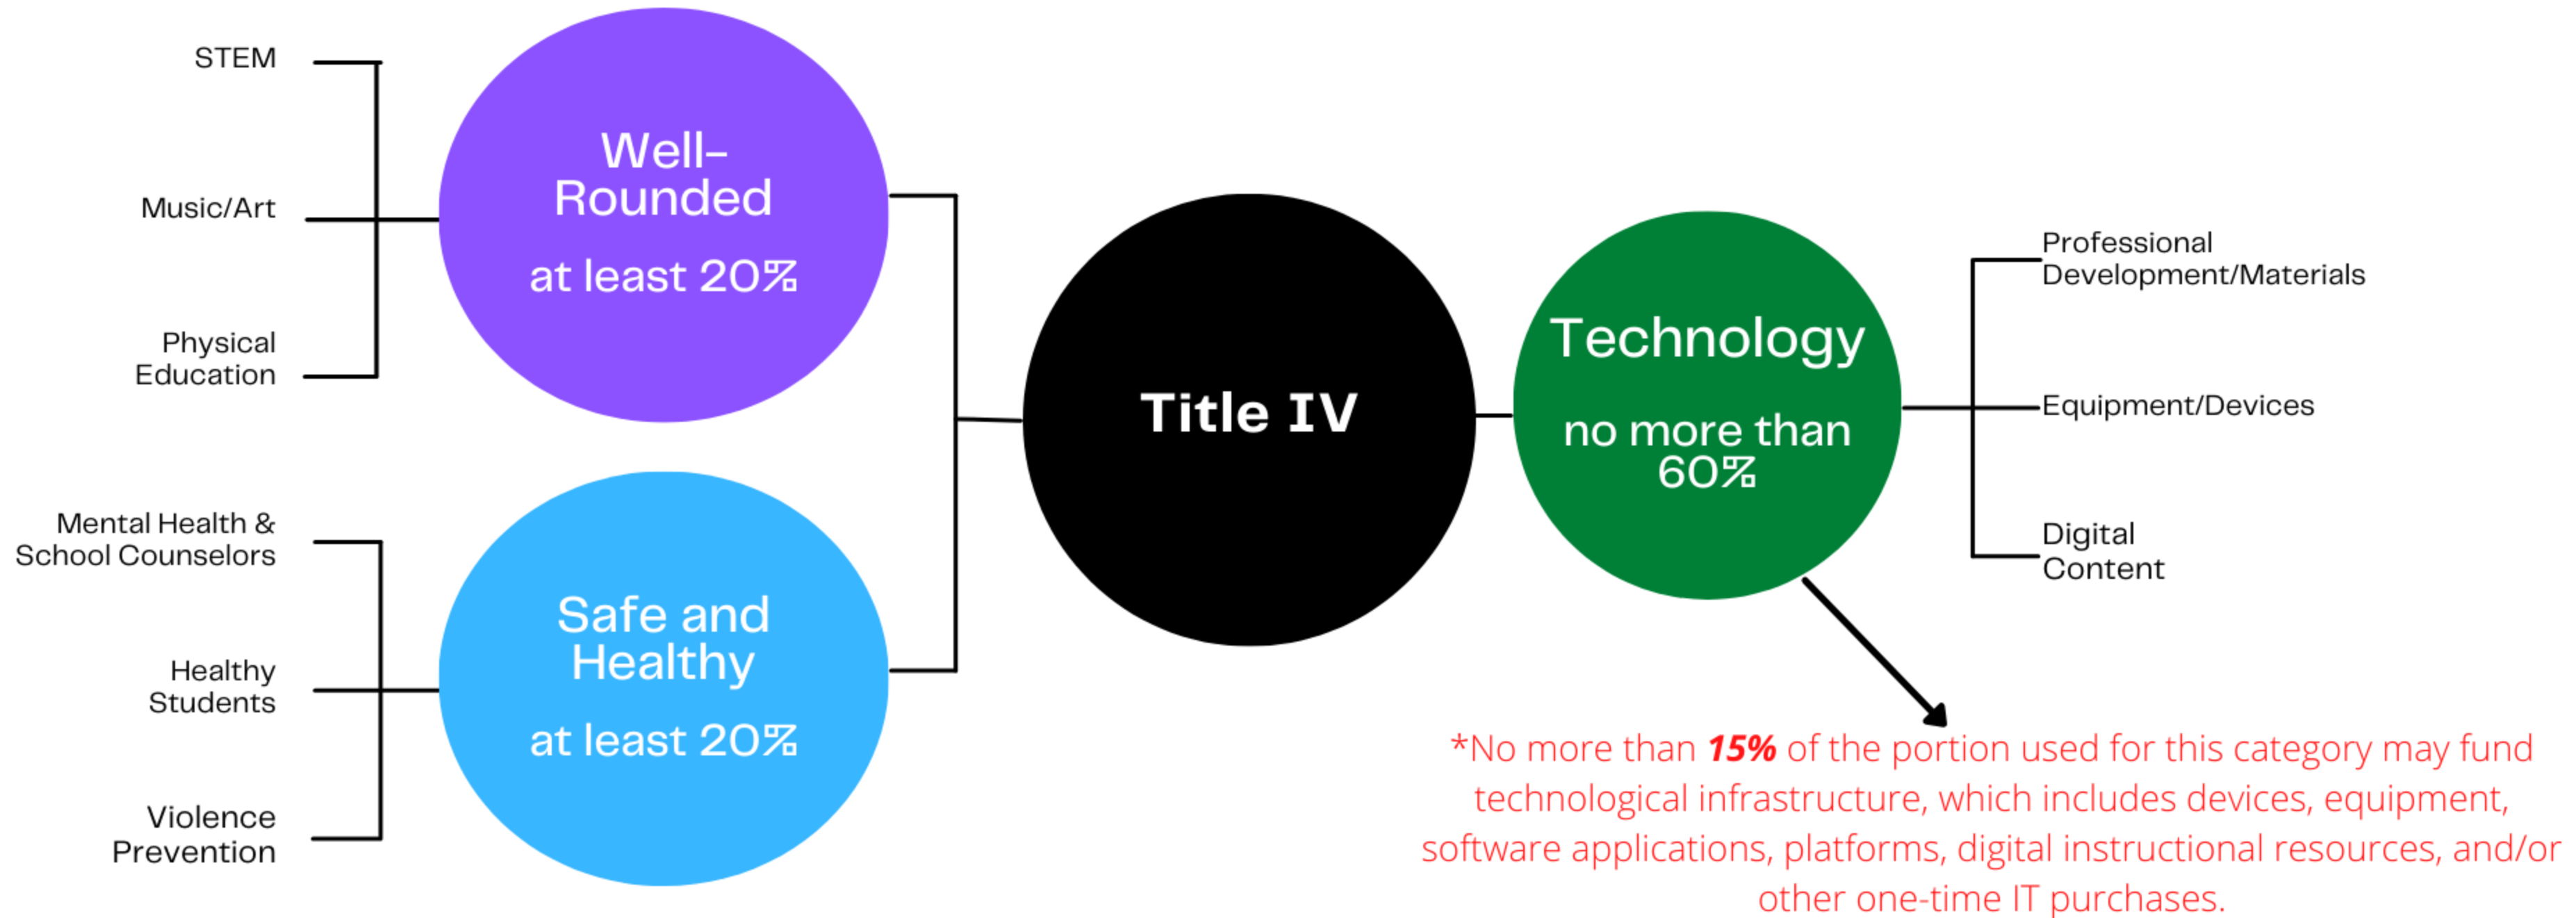 STEM
Music/Art
Physical
Education
Well-
Rounded
at least 20%
Mental Health &
School Counselors
Healthy
Students
Violence
Prevention
Safe and
Healthy
at least 20%
Title IV
Technology
no more than
60%
Professional
Development/Materials
Equipment/Devices
Digital
Content
*No more than 15% of the portion used for this category may fund
technological infrastructure, which includes devices, equipment,
software applications, platforms, digital instructional resources, and/or
other one-time IT purchases.